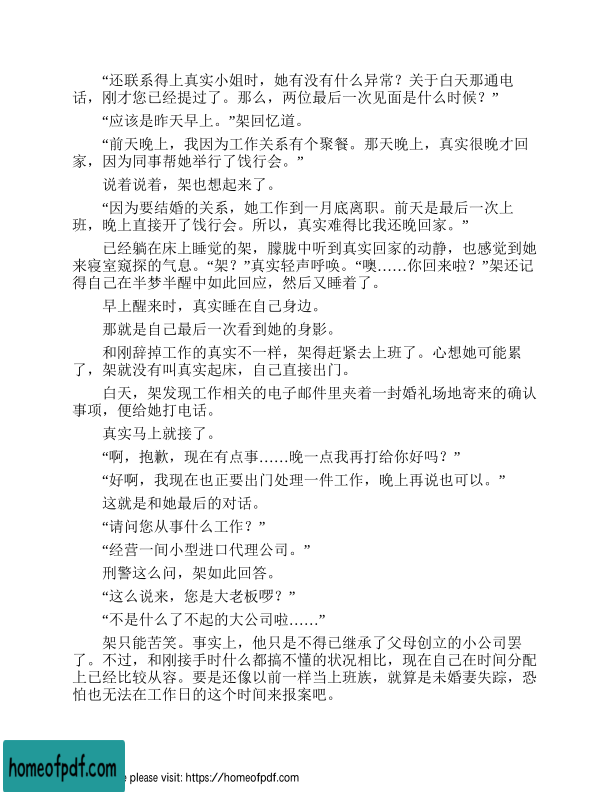 “还联系得上真实小姐时，她有没有什么异常？关于白天那通电
话，刚才您已经提过了。那么，两位最后一次见面是什么时候？”
“应该是昨天早上。”架回忆道。
“前天晚上，我因为工作关系有个聚餐。那天晚上，真实很晚才回
家，因为同事帮她举行了饯行会。”
说着说着，架也想起来了。
“因为要结婚的关系，她工作到一月底离职。前天是最后一次上
班，晚上直接开了饯行会。所以，真实难得比我还晚回家。”
已经躺在床上睡觉的架，朦胧中听到真实回家的动静，也感觉到她
来寝室窥探的气息。“架？”真实轻声呼唤。“噢……你回来啦？”架还记
得自己在半梦半醒中如此回应，然后又睡着了。
早上醒来时，真实睡在自己身边。
那就是自己最后一次看到她的身影。
和刚辞掉工作的真实不一样，架得赶紧去上班了。心想她可能累
了，架就没有叫真实起床，自己直接出门。
白天，架发现工作相关的电子邮件里夹着一封婚礼场地寄来的确认
事项，便给她打电话。
真实马上就接了。
“啊，抱歉，现在有点事……晚一点我再打给你好吗？”
“好啊，我现在也正要出门处理一件工作，晚上再说也可以。”
这就是和她最后的对话。
“请问您从事什么工作？”
“经营一间小型进口代理公司。”
刑警这么问，架如此回答。
“这么说来，您是大老板啰？”
“不是什么了不起的大公司啦……”
架只能苦笑。事实上，他只是不得已继承了父母创立的小公司罢
了。不过，和刚接手时什么都搞不懂的状况相比，现在自己在时间分配
上已经比较从容。要是还像以前一样当上班族，就算是未婚妻失踪，恐
怕也无法在工作日的这个时间来报案吧。
homeofpdf.com
e please visit: https://homeofpdf.com